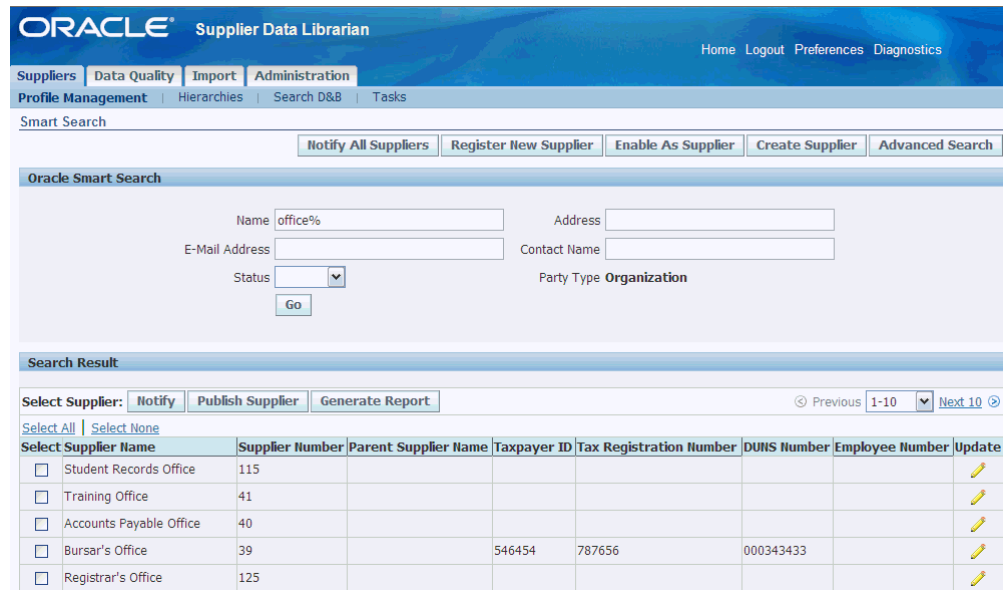 ORACLE® Supplier Data Librarian
Home Logout Preferences Diagnostics
Suppliers Data Quality Import Administration
Profile Management | Hierarchies | Search D&B | Tasks
Smart Search
Notify All Suppliers Register New Supplier Enable As Supplier Create Supplier Advanced Search
Oracle Smart Search
Name office% Address
E-Mail Address Contact Name
Status Party Type Organization
Go
Search Result
Select Supplier: Notify Publish Supplier Generate Report Previous 1-10 Next 10
Select All | Select None
Select Supplier Name Supplier Number Parent Supplier Name Taxpayer ID Tax Registration Number DUNS Number Employee Number Update
Student Records Office 115
Training Office 41
Accounts Payable Office 40
Bursar's Office 39 546454 787656 000343433
Registrar's Office 125